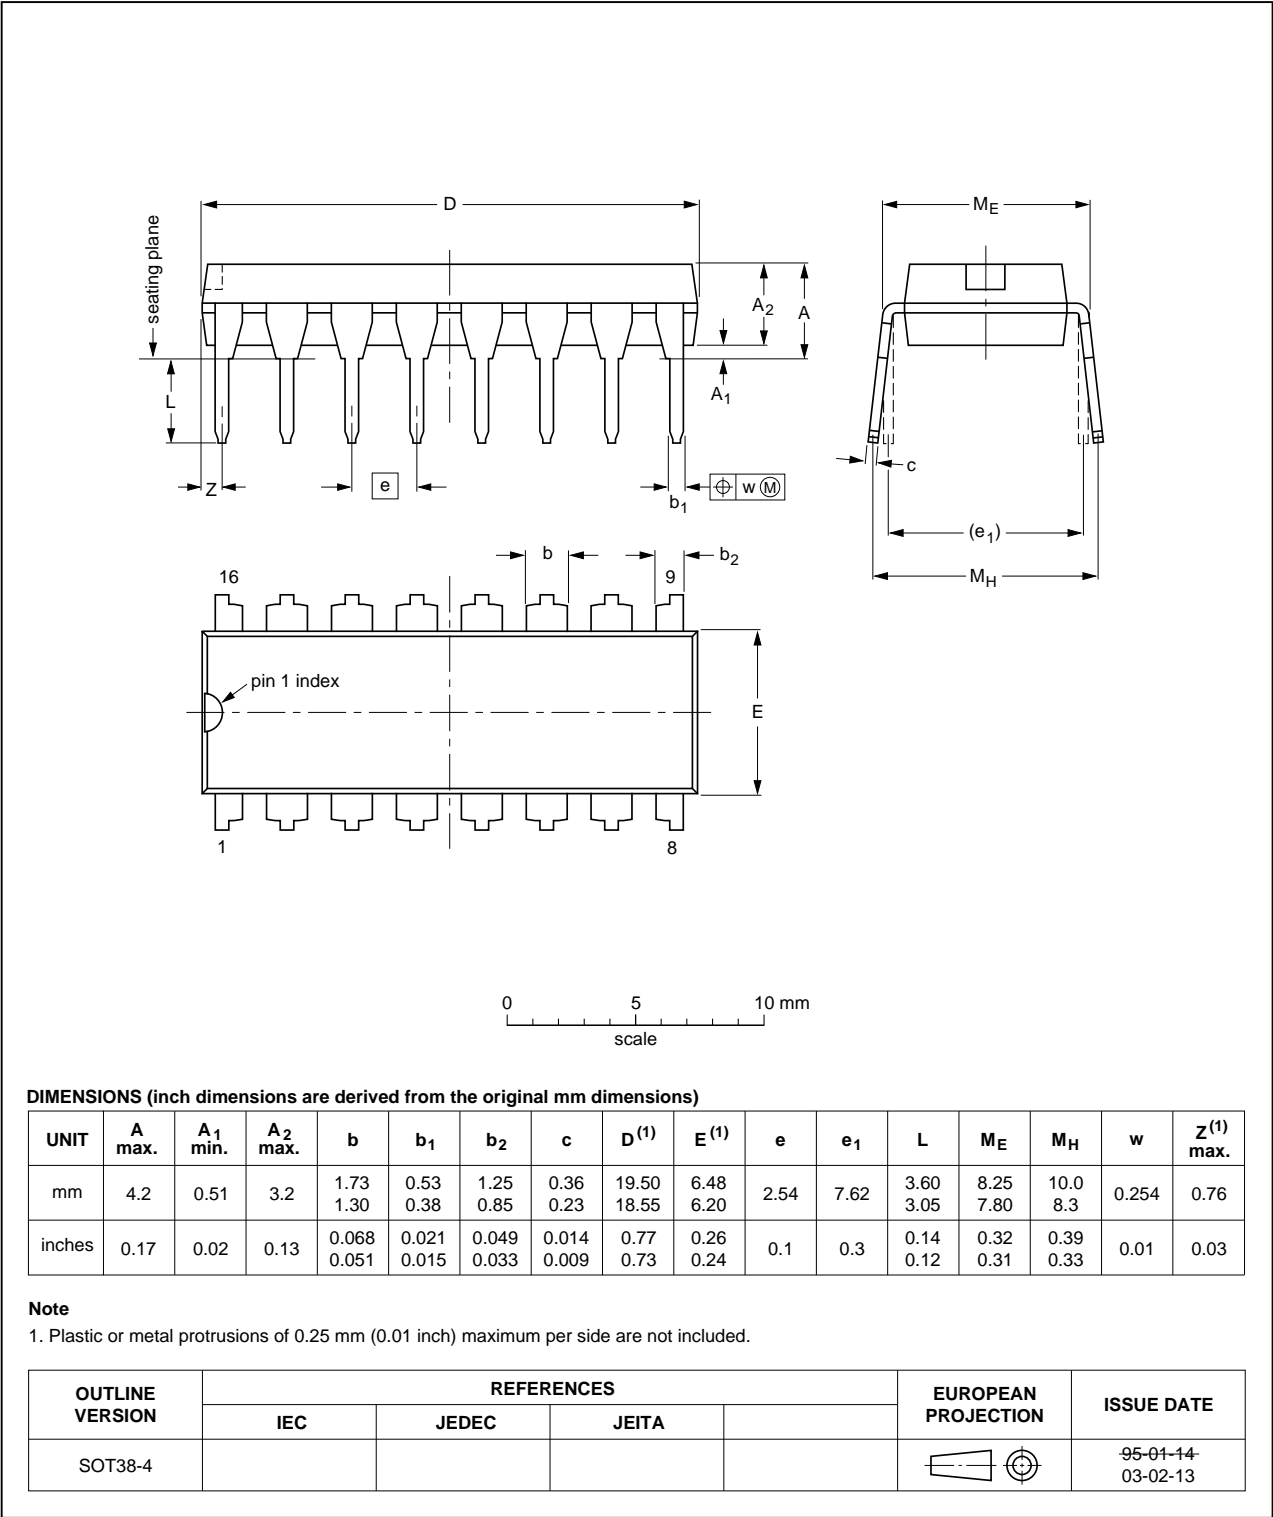 D
M_E
seating plane
A_2
A
A_1
L
c
Z
e
w M
b_1
(e_1)
b
b_2
M_H
16
9
pin 1 index
E
1
8
0 5 10 mm
scale
DIMENSIONS (inch dimensions are derived from the original mm dimensions)
UNIT A max. A1 min. A2 max. b b1 b2 c D(1) E(1) e e1 L ME MH w Z(1) max.
mm 4.2 0.51 3.2 1.73 1.30 0.53 0.38 1.25 0.85 0.36 0.23 19.50 18.55 6.48 6.20 2.54 7.62 3.60 3.05 8.25 7.80 10.0 8.3 0.254 0.76
inches 0.17 0.02 0.13 0.068 0.051 0.021 0.015 0.049 0.033 0.014 0.009 0.77 0.73 0.26 0.24 0.1 0.3 0.14 0.12 0.32 0.31 0.39 0.33 0.01 0.03
Note
1. Plastic or metal protrusions of 0.25 mm (0.01 inch) maximum per side are not included.
OUTLINE VERSION REFERENCES EUROPEAN PROJECTION ISSUE DATE
IEC JEDEC JEITA
SOT38-4 95-01-14
03-02-13